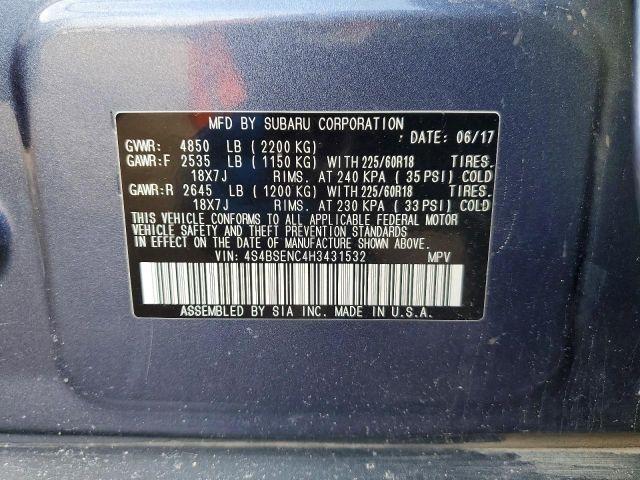 MFD BY SUBARU CORPORATION
DATE: 06/17
GVWR: 4850 LB ( 2200 KG)
GAWR:F 2535 LB ( 1150 KG) WITH 225/60R18 TIRES.
18X7J RIMS. AT 240 KPA ( 35 PSI) COLD
GAWR:R 2645 LB ( 1200 KG) WITH 225/60R18 TIRES.
18X7J RIMS. AT 230 KPA ( 33 PSI) COLD
THIS VEHICLE CONFORMS TO ALL APPLICABLE FEDERAL MOTOR
VEHICLE SAFETY BUMPER, AND THEFT PREVENTION STANDARDS
IN EFFECT ON THE DATE OF MANUFACTURE SHOWN ABOVE.
VIN: 4S4BSENC4H3431532 MPV
ASSEMBLED BY SIA INC. MADE IN U.S.A.